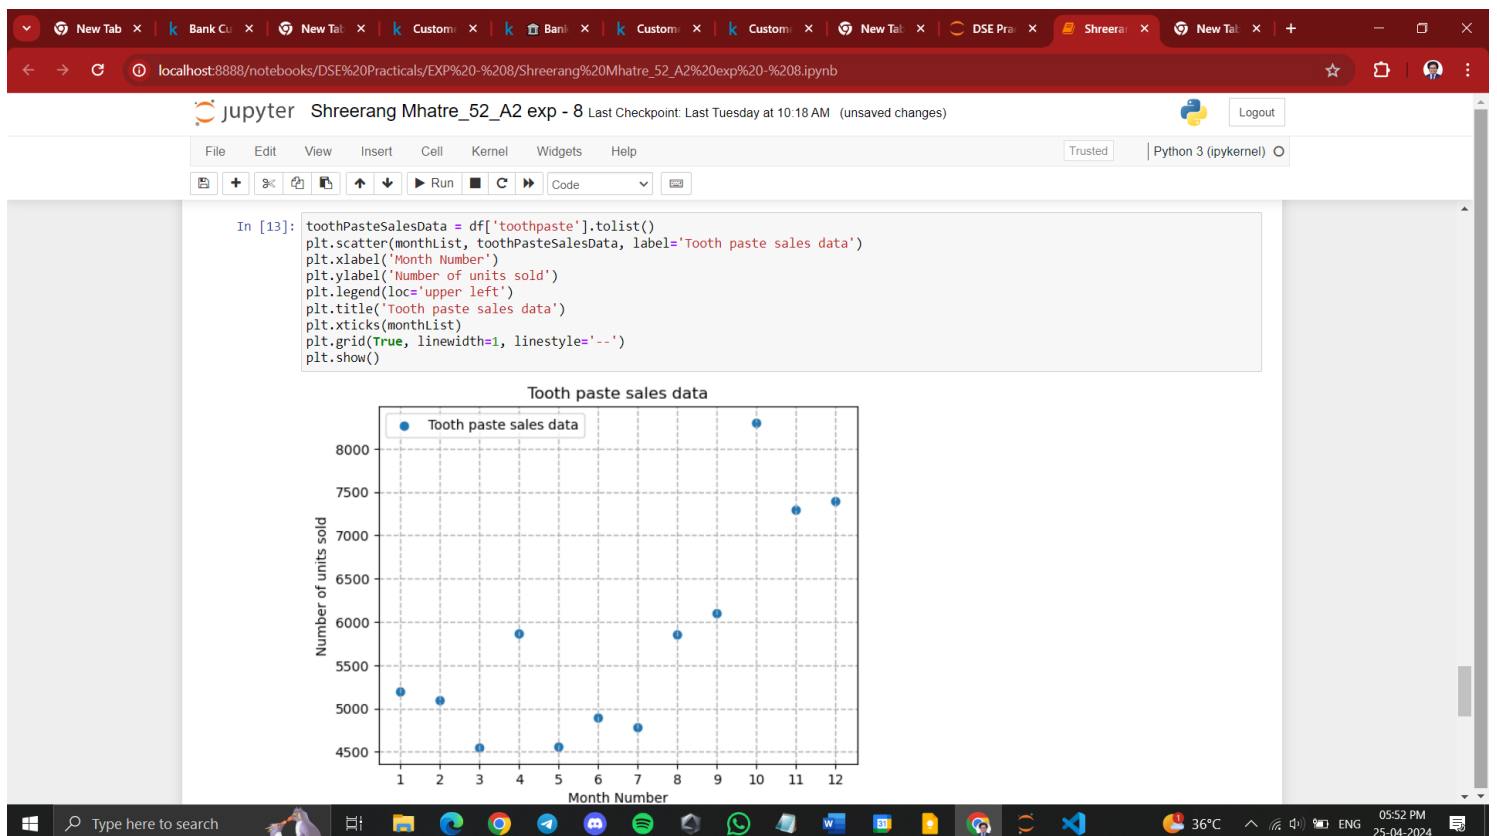 New Tab
Bank Cu
New Tab
Custome
Bank
Custome
Custome
New Tab
DSE Prac
Shreerar
New Tab
localhost:8888/notebooks/DSE%20Practicals/EXP%20-%208/Shreerang%20Mhatre_52_A2%20exp%20-%208.ipynb
jupyter Shreerang Mhatre_52_A2 exp - 8 Last Checkpoint: Last Tuesday at 10:18 AM (unsaved changes)
Logout
File Edit View Insert Cell Kernel Widgets Help
Trusted
Python 3 (ipykernel)
Run
Code
In [13]:
toothPasteSalesData = df['toothpaste'].tolist()
plt.scatter(monthList, toothPasteSalesData, label='Tooth paste sales data')
plt.xlabel('Month Number')
plt.ylabel('Number of units sold')
plt.legend(loc='upper left')
plt.title('Tooth paste sales data')
plt.xticks(monthList)
plt.grid(True, linewidth=1, linestyle='--')
plt.show()
Tooth paste sales data
Tooth paste sales data
8000
7500
7000
6500
6000
5500
5000
4500
Number of units sold
1 2 3 4 5 6 7 8 9 10 11 12
Month Number
Type here to search
36°C
ENG
05:52 PM
25-04-2024